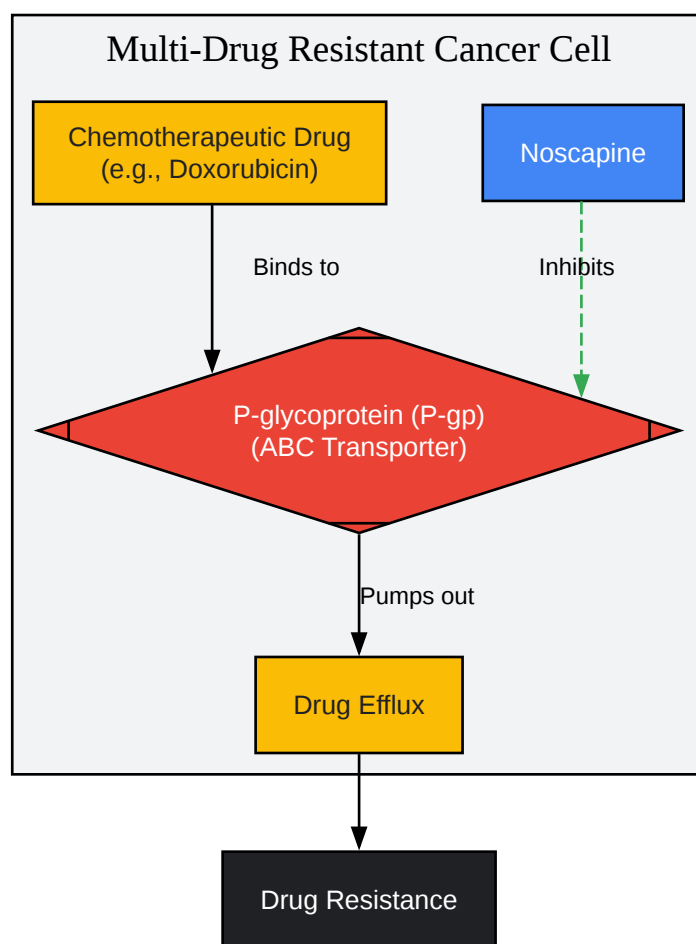 Multi-Drug Resistant Cancer Cell
Chemotherapeutic Drug
(e.g., Doxorubicin)
Noscapine
Binds to
Inhibits
P-glycoprotein (P-gp)
(ABC Transporter)
Pumps out
Drug Efflux
Drug Resistance